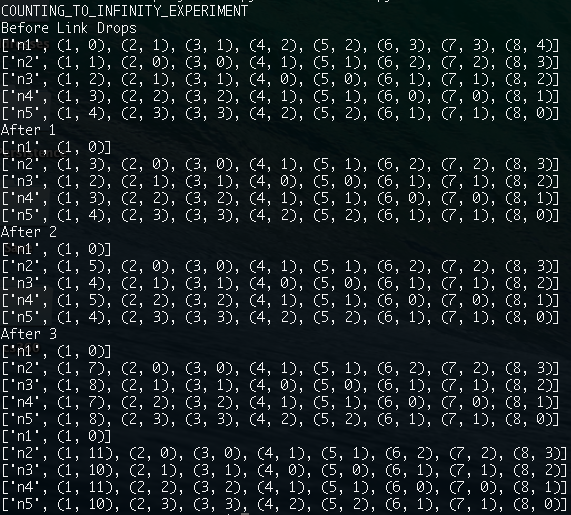 COUNTING_TO_INFINITY_EXPERIMENT
Before Link Drops
['n1', (1, 0), (2, 1), (3, 1), (4, 2), (5, 2), (6, 3), (7, 3), (8, 4)]
['n2', (1, 1), (2, 0), (3, 0), (4, 1), (5, 1), (6, 2), (7, 2), (8, 3)]
['n3', (1, 2), (2, 1), (3, 1), (4, 0), (5, 0), (6, 1), (7, 1), (8, 2)]
['n4', (1, 3), (2, 2), (3, 2), (4, 1), (5, 1), (6, 0), (7, 0), (8, 1)]
['n5', (1, 4), (2, 3), (3, 3), (4, 2), (5, 2), (6, 1), (7, 1), (8, 0)]
After 1
['n1', (1, 0)]
['n2', (1, 3), (2, 0), (3, 0), (4, 1), (5, 1), (6, 2), (7, 2), (8, 3)]
['n3', (1, 2), (2, 1), (3, 1), (4, 0), (5, 0), (6, 1), (7, 1), (8, 2)]
['n4', (1, 3), (2, 2), (3, 2), (4, 1), (5, 1), (6, 0), (7, 0), (8, 1)]
['n5', (1, 4), (2, 3), (3, 3), (4, 2), (5, 2), (6, 1), (7, 1), (8, 0)]
After 2
['n1', (1, 0)]
['n2', (1, 5), (2, 0), (3, 0), (4, 1), (5, 1), (6, 2), (7, 2), (8, 3)]
['n3', (1, 4), (2, 1), (3, 1), (4, 0), (5, 0), (6, 1), (7, 1), (8, 2)]
['n4', (1, 5), (2, 2), (3, 2), (4, 1), (5, 1), (6, 0), (7, 0), (8, 1)]
['n5', (1, 4), (2, 3), (3, 3), (4, 2), (5, 2), (6, 1), (7, 1), (8, 0)]
After 3
['n1', (1, 0)]
['n2', (1, 7), (2, 0), (3, 0), (4, 1), (5, 1), (6, 2), (7, 2), (8, 3)]
['n3', (1, 8), (2, 1), (3, 1), (4, 0), (5, 0), (6, 1), (7, 1), (8, 2)]
['n4', (1, 7), (2, 2), (3, 2), (4, 1), (5, 1), (6, 0), (7, 0), (8, 1)]
['n5', (1, 8), (2, 3), (3, 3), (4, 2), (5, 2), (6, 1), (7, 1), (8, 0)]
['n1', (1, 0)]
['n2', (1, 11), (2, 0), (3, 0), (4, 1), (5, 1), (6, 2), (7, 2), (8, 3)]
['n3', (1, 10), (2, 1), (3, 1), (4, 0), (5, 0), (6, 1), (7, 1), (8, 2)]
['n4', (1, 11), (2, 2), (3, 2), (4, 1), (5, 1), (6, 0), (7, 0), (8, 1)]
['n5', (1, 10), (2, 3), (3, 3), (4, 2), (5, 2), (6, 1), (7, 1), (8, 0)]